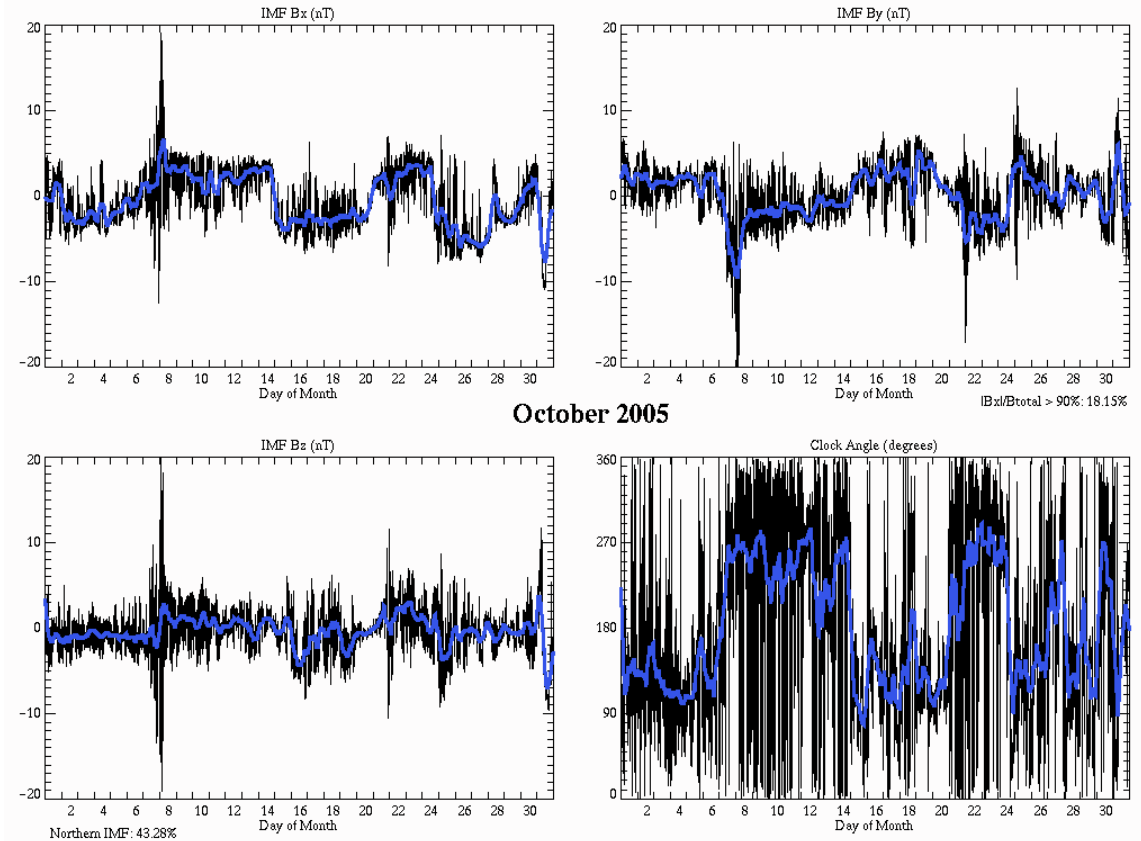 IMF Bx (nT)
IMF By (nT)
20
10
0
-10
-20
2 4 6 8 10 12 14 16 18 20 22 24 26 28 30
Day of Month
20
10
0
-10
-20
2 4 6 8 10 12 14 16 18 20 22 24 26 28 30
Day of Month
|Bx|/Btotal > 90%: 18.15%
October 2005
IMF Bz (nT)
Clock Angle (degrees)
20
10
0
-10
-20
2 4 6 8 10 12 14 16 18 20 22 24 26 28 30
Day of Month
Northern IMF: 43.28%
360
270
180
90
0
2 4 6 8 10 12 14 16 18 20 22 24 26 28 30
Day of Month